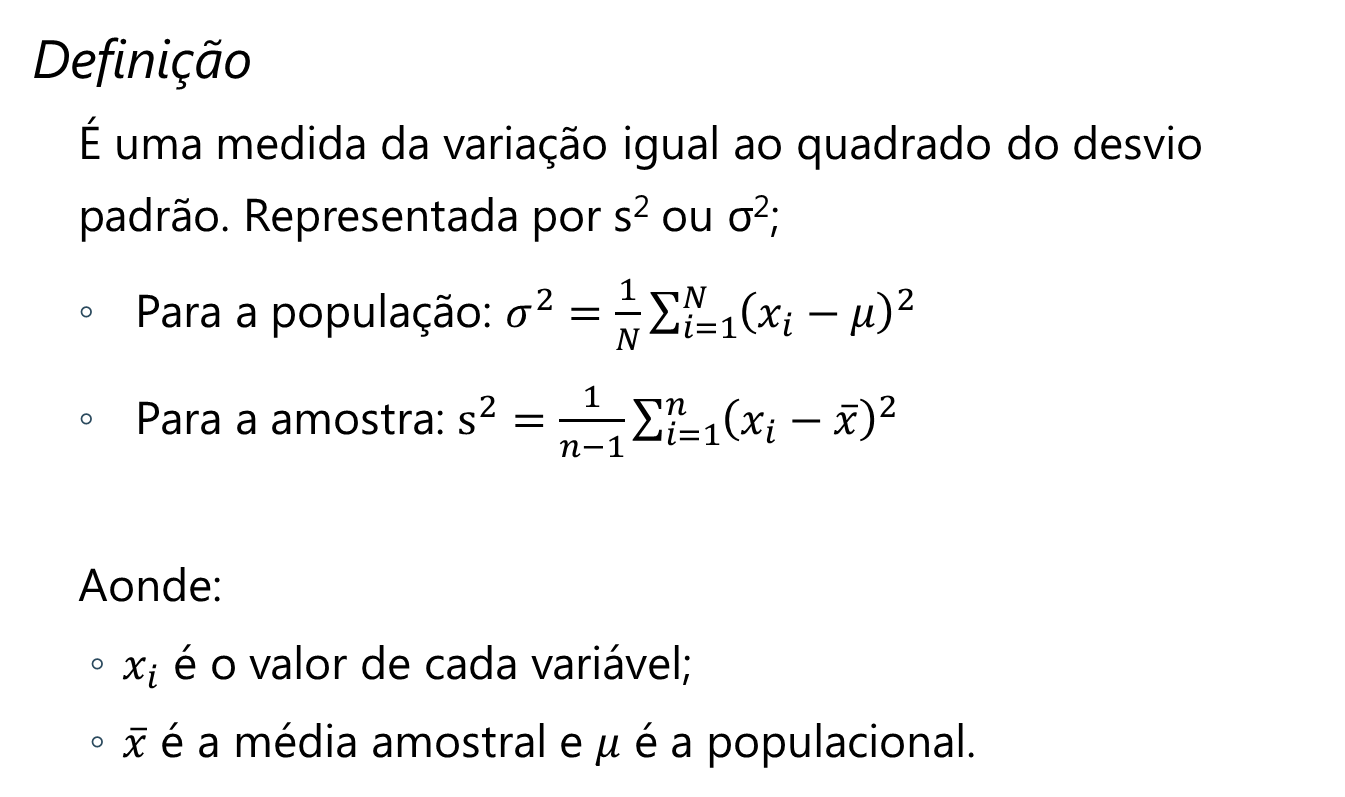 Definição
É uma medida da variação igual ao quadrado do desvio
padrão. Representada por s² ou σ²;
◦ Para a população: σ² = \frac{1}{N} ∑_{i=1}^{N} (x_i − μ)²
◦ Para a amostra: s² = \frac{1}{n−1} ∑_{i=1}^{n} (x_i − x̄)²
Aonde:
◦ x_i é o valor de cada variável;
◦ x̄ é a média amostral e μ é a populacional.